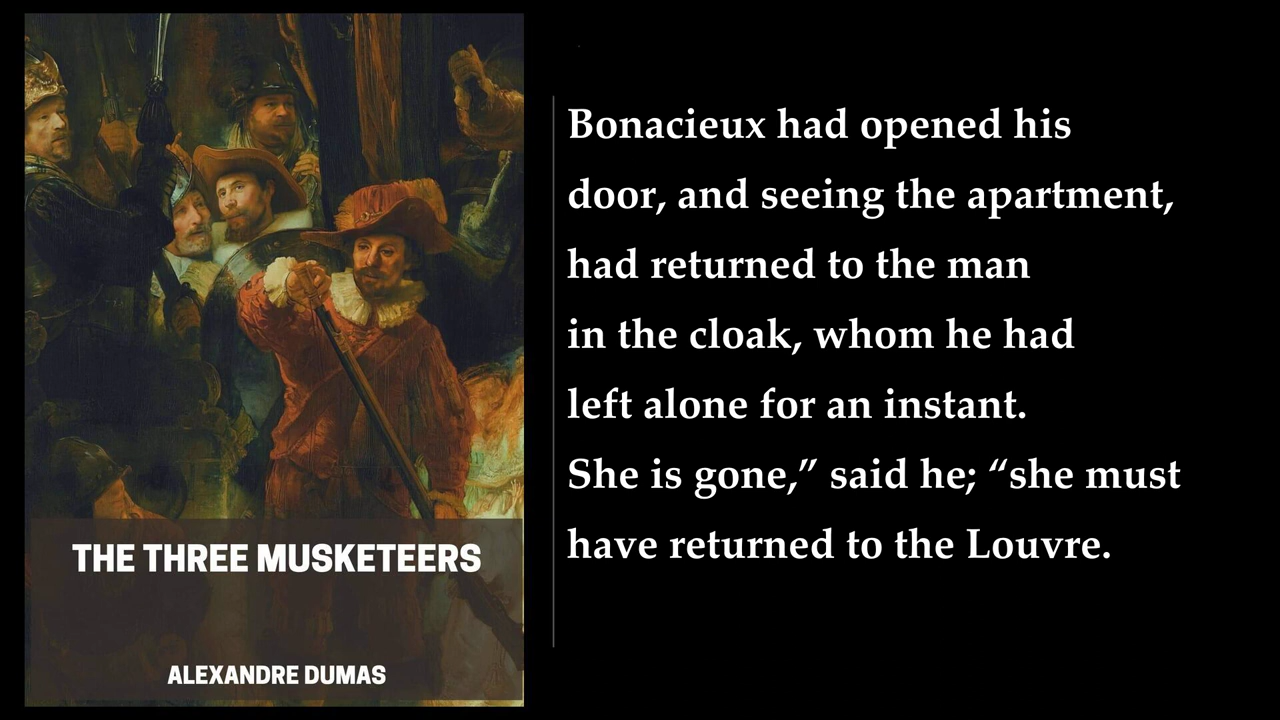 THE THREE MUSKETEERS
ALEXANDRE DUMAS
Bonacieux had opened his
door, and seeing the apartment,
had returned to the man
in the cloak, whom he had
left alone for an instant.
She is gone,” said he; “she must
have returned to the Louvre.